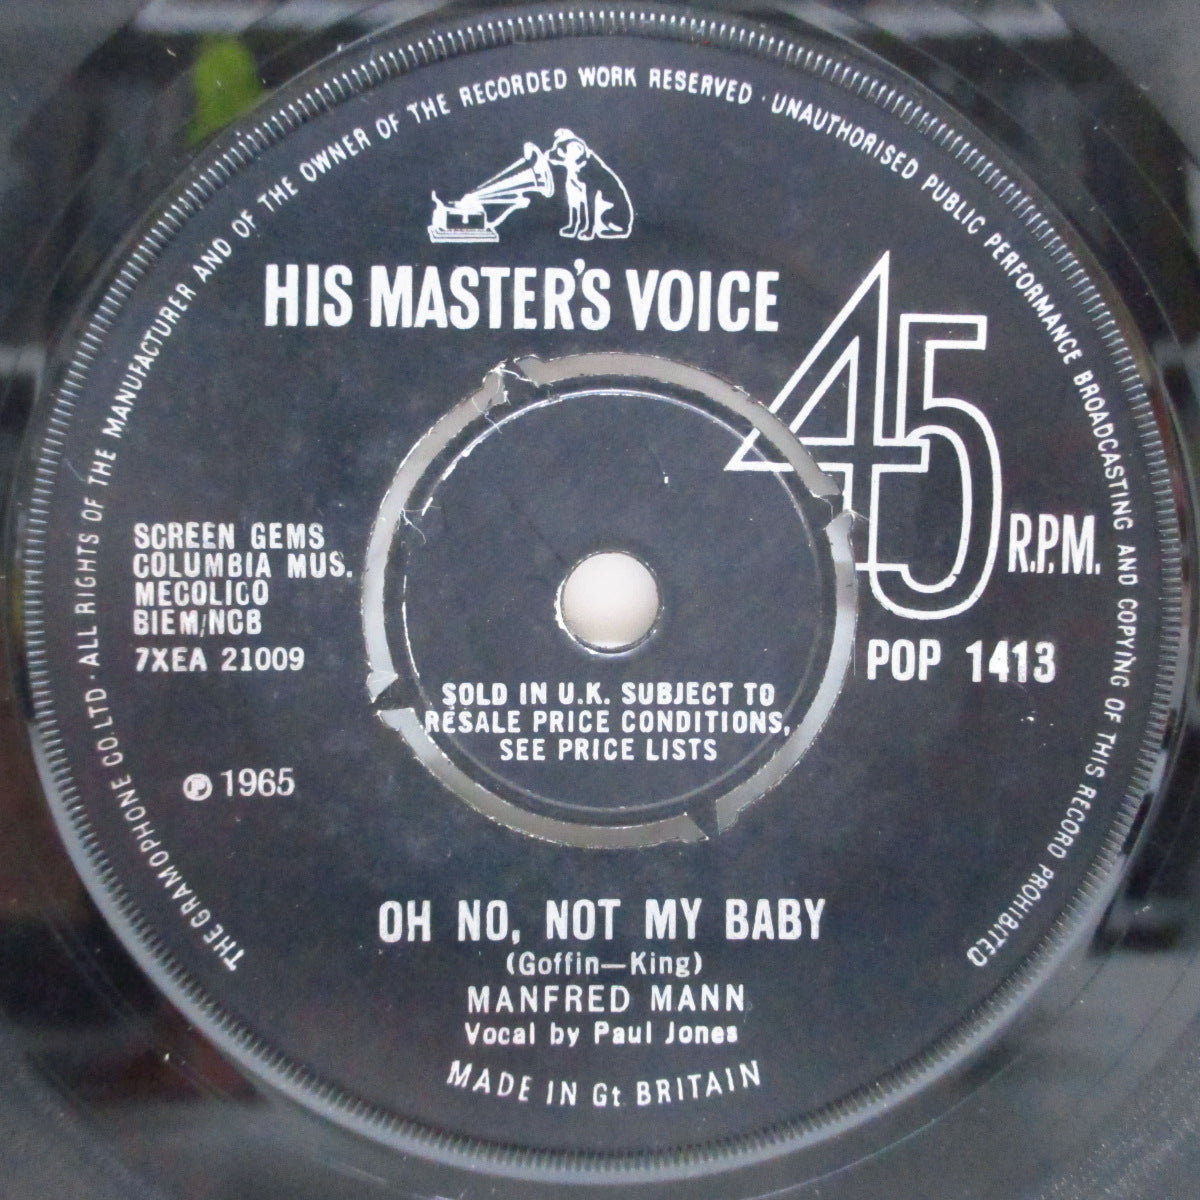 THE GRAMOPHONE CO. LTD · ALL RIGHTS OF THE MANUFACTURER AND OF THE OWNER OF THE RECORDED WORK RESERVED · UNAUTHORISED PUBLIC PERFORMANCE BROADCASTING AND COPYING OF THIS RECORD PROHIBITED
HIS MASTER'S VOICE
45 R.P.M.
SCREEN GEMS
COLUMBIA MUS.
MECOLICO
BIEM/NCB
7XEA 21009
POP 1413
SOLD IN U.K. SUBJECT TO
RESALE PRICE CONDITIONS,
SEE PRICE LISTS
℗ 1965
OH NO, NOT MY BABY
(Goffin—King)
MANFRED MANN
Vocal by Paul Jones
MADE IN Gt BRITAIN